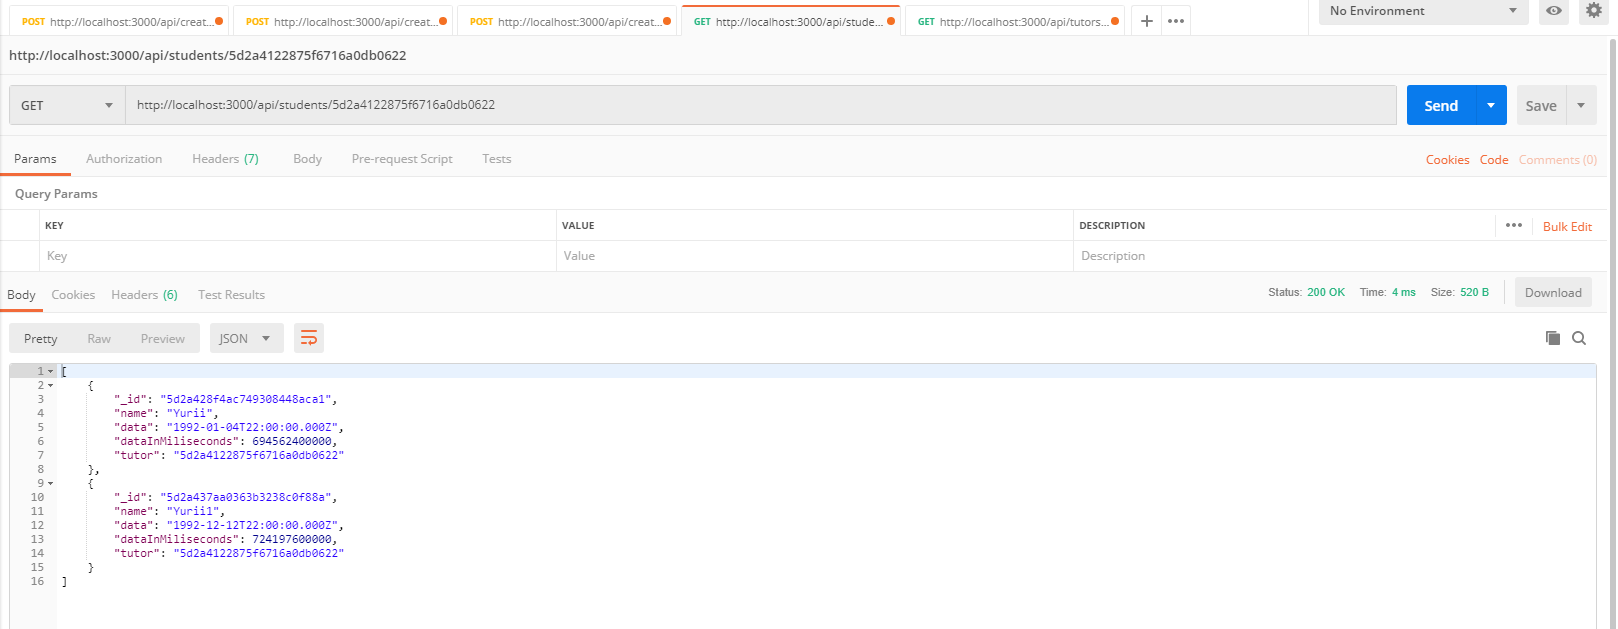 POST http://localhost:3000/api/creat... POST http://localhost:3000/api/creat... POST http://localhost:3000/api/creat... GET http://localhost:3000/api/stude... GET http://localhost:3000/api/tutors... + ••• No Environment
http://localhost:3000/api/students/5d2a4122875f6716a0db0622
GET http://localhost:3000/api/students/5d2a4122875f6716a0db0622 Send Save
Params Authorization Headers (7) Body Pre-request Script Tests Cookies Code Comments (0)
Query Params
KEY VALUE DESCRIPTION ••• Bulk Edit
Key Value Description
Body Cookies Headers (6) Test Results Status: 200 OK Time: 4 ms Size: 520 B Download
Pretty Raw Preview JSON
1 [
2 {
3 "_id": "5d2a428f4ac749308448aca1",
4 "name": "Yurii",
5 "data": "1992-01-04T22:00:00.000Z",
6 "dataInMiliseconds": 694562400000,
7 "tutor": "5d2a4122875f6716a0db0622"
8 },
9 {
10 "_id": "5d2a437aa0363b3238c0f88a",
11 "name": "Yurii1",
12 "data": "1992-12-12T22:00:00.000Z",
13 "dataInMiliseconds": 724197600000,
14 "tutor": "5d2a4122875f6716a0db0622"
15 }
16 ]